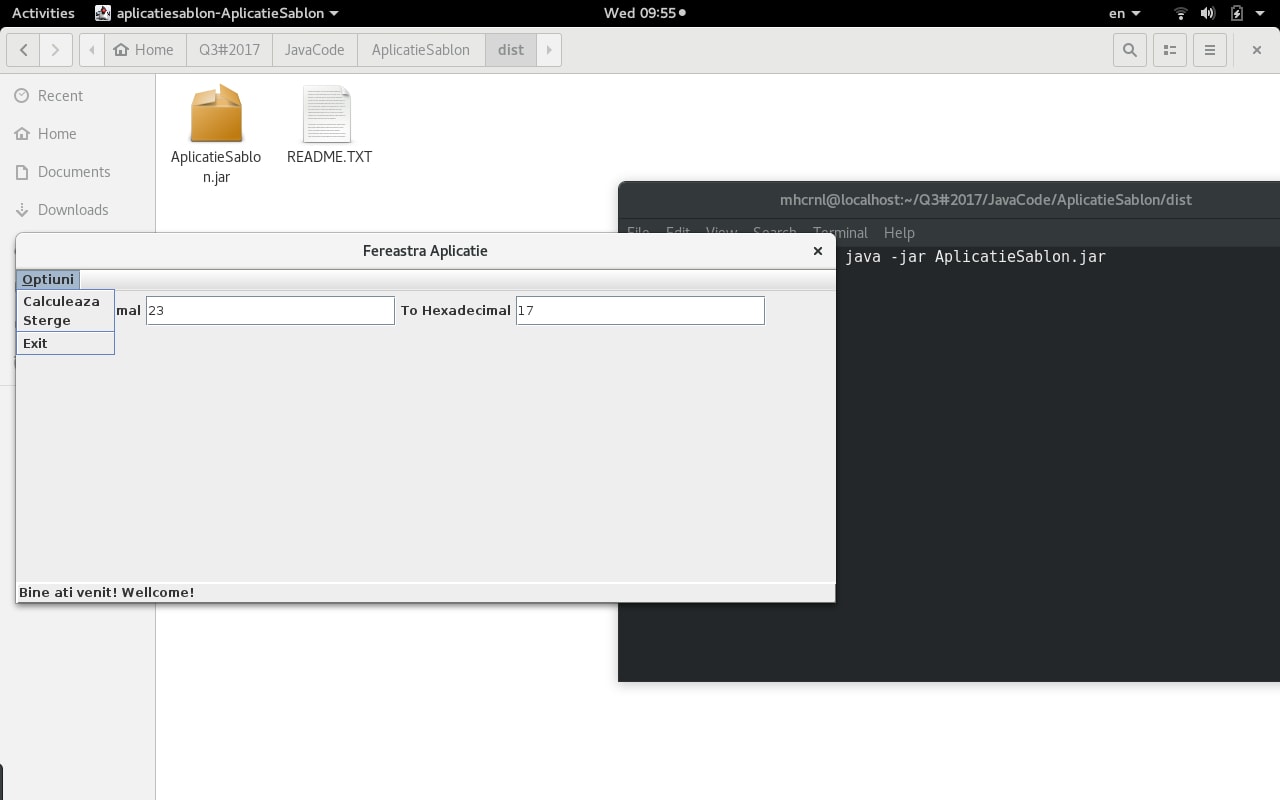 Activities aplicatiesablon-AplicatieSablon Wed 09:55 en
Home Q3#2017 JavaCode AplicatieSablon dist
Recent
Home
Documents
Downloads
AplicatieSablo
n.jar
README.TXT
mhcrnl@localhost:~/Q3#2017/JavaCode/AplicatieSablon/dist
File Edit View Search Terminal Help
java -jar AplicatieSablon.jar
Fereastra Aplicatie
Optiuni
Calculeaza
Sterge
Exit
mal 23 To Hexadecimal 17
Bine ati venit! Wellcome!